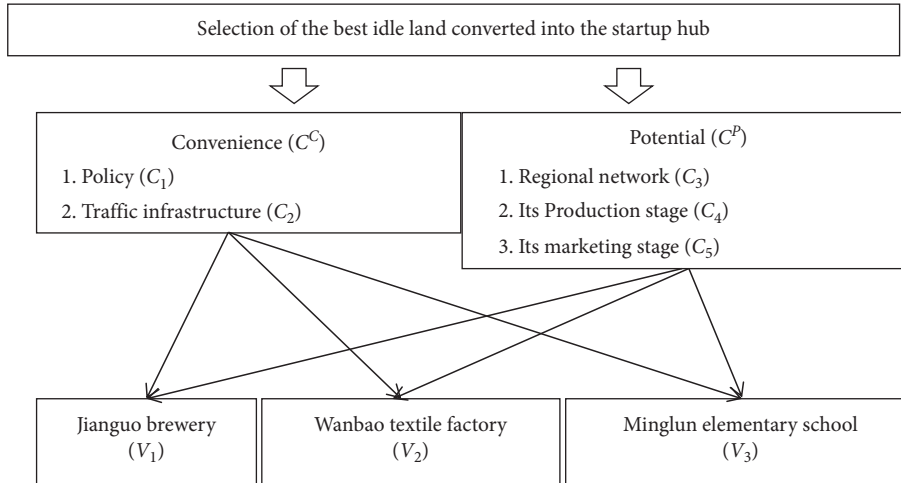 Selection of the best idle land converted into the startup hub
Convenience (C^C)
1. Policy (C₁)
2. Traffic infrastructure (C₂)
Potential (C^P)
1. Regional network (C₃)
2. Its Production stage (C₄)
3. Its marketing stage (C₅)
Jianguo brewery
(V₁)
Wanbao textile factory
(V₂)
Minglun elementary school
(V₃)